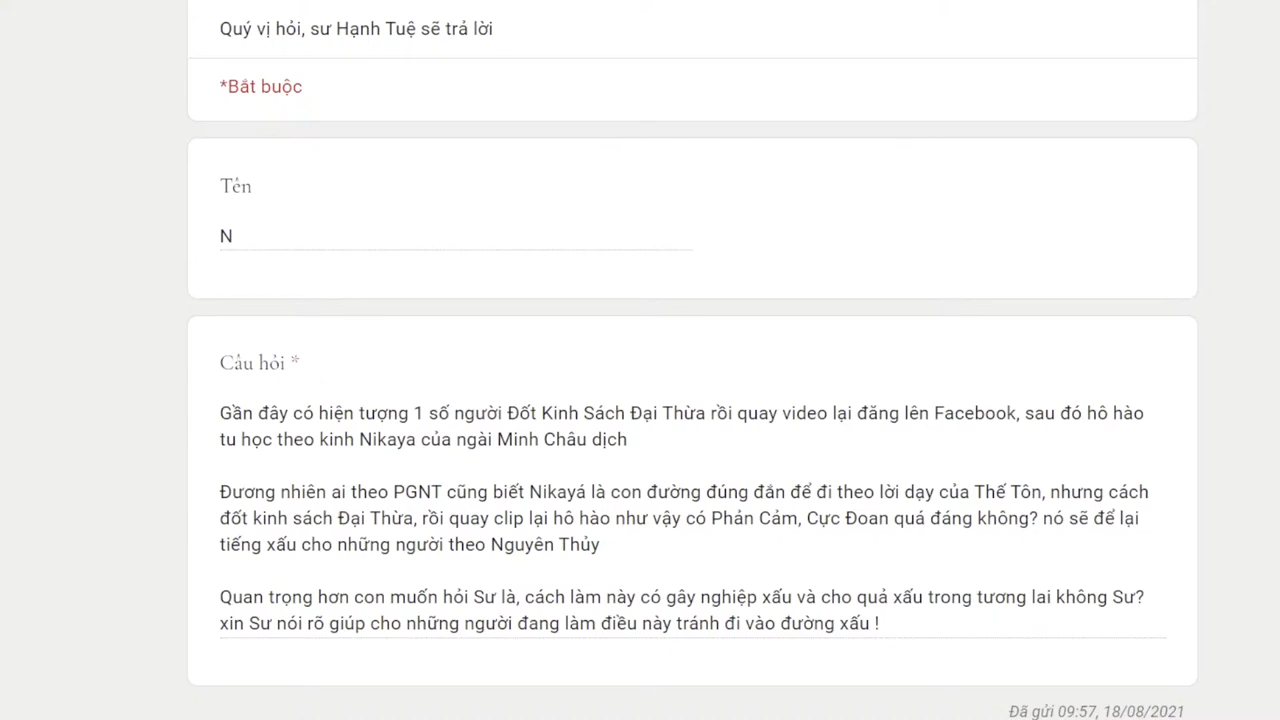 Quý vị hỏi, sư Hạnh Tuệ sẽ trả lời
*Bắt buộc
Tên
N
Câu hỏi *
Gần đây có hiện tượng 1 số người Đốt Kinh Sách Đại Thừa rồi quay video lại đăng lên Facebook, sau đó hô hào
tu học theo kinh Nikaya của ngài Minh Châu dịch
Đương nhiên ai theo PGNT cũng biết Nikayá là con đường đúng đắn để đi theo lời dạy của Thế Tôn, nhưng cách
đốt kinh sách Đại Thừa, rồi quay clip lại hô hào như vậy có Phản Cảm, Cực Đoan quá đáng không? nó sẽ để lại
tiếng xấu cho những người theo Nguyên Thủy
Quan trọng hơn con muốn hỏi Sư là, cách làm này có gây nghiệp xấu và cho quả xấu trong tương lai không Sư?
xin Sư nói rõ giúp cho những người đang làm điều này tránh đi vào đường xấu !
Đã gửi 09:57, 18/08/2021